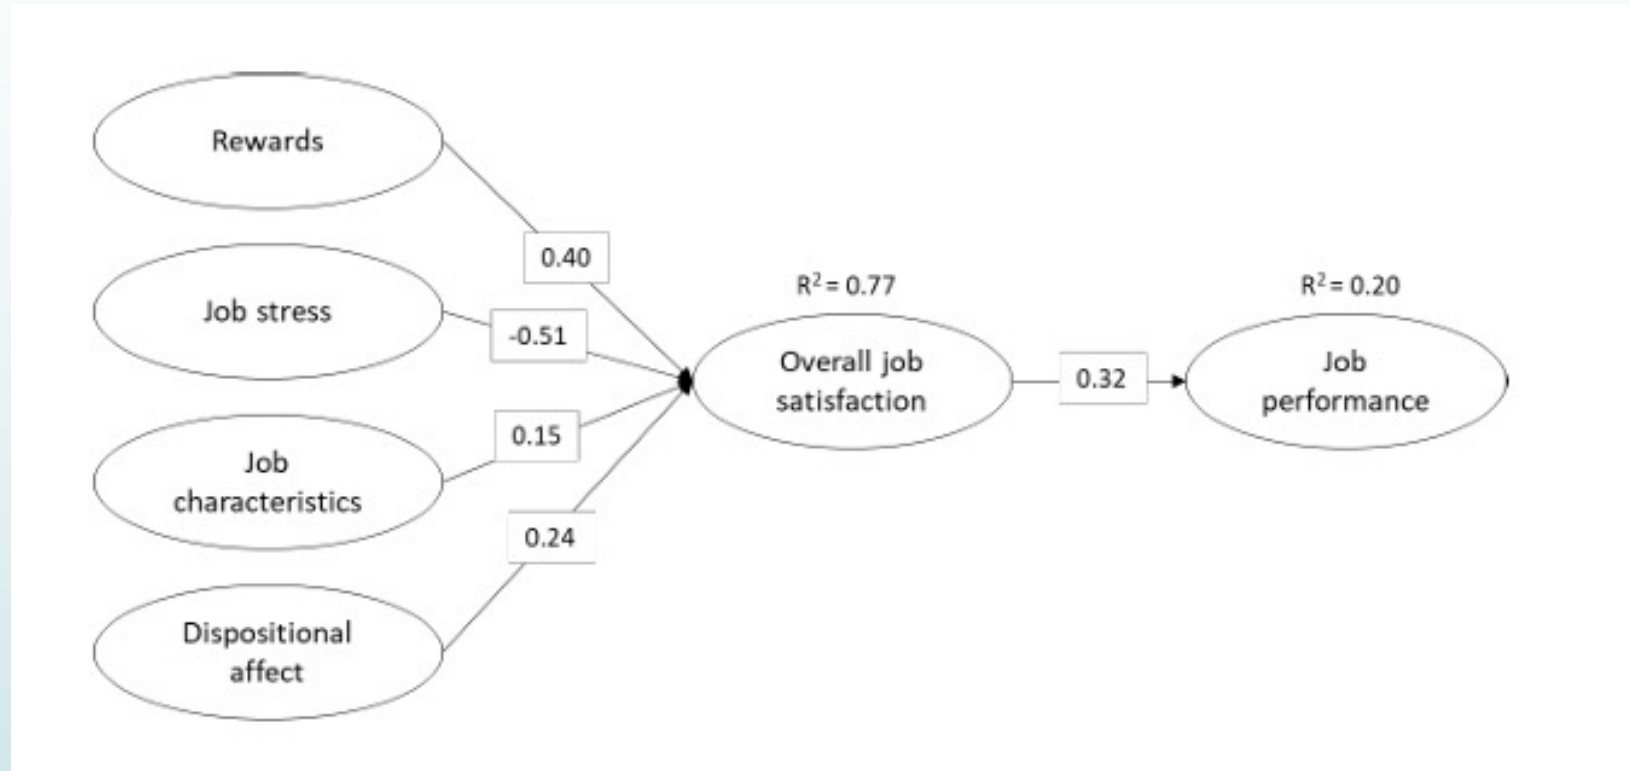 Rewards
0.40
Job stress
-0.51
Job
characteristics
0.15
Dispositional
affect
0.24
R²= 0.77
Overall job
satisfaction
0.32
R²= 0.20
Job
performance